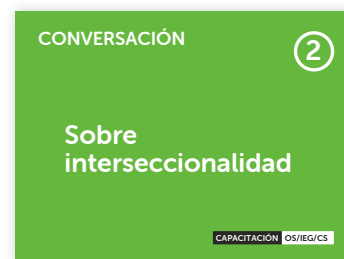 CONVERSACIÓN
2
Sobre
interseccionalidad
CAPACITACIÓN OS/IEG/CS